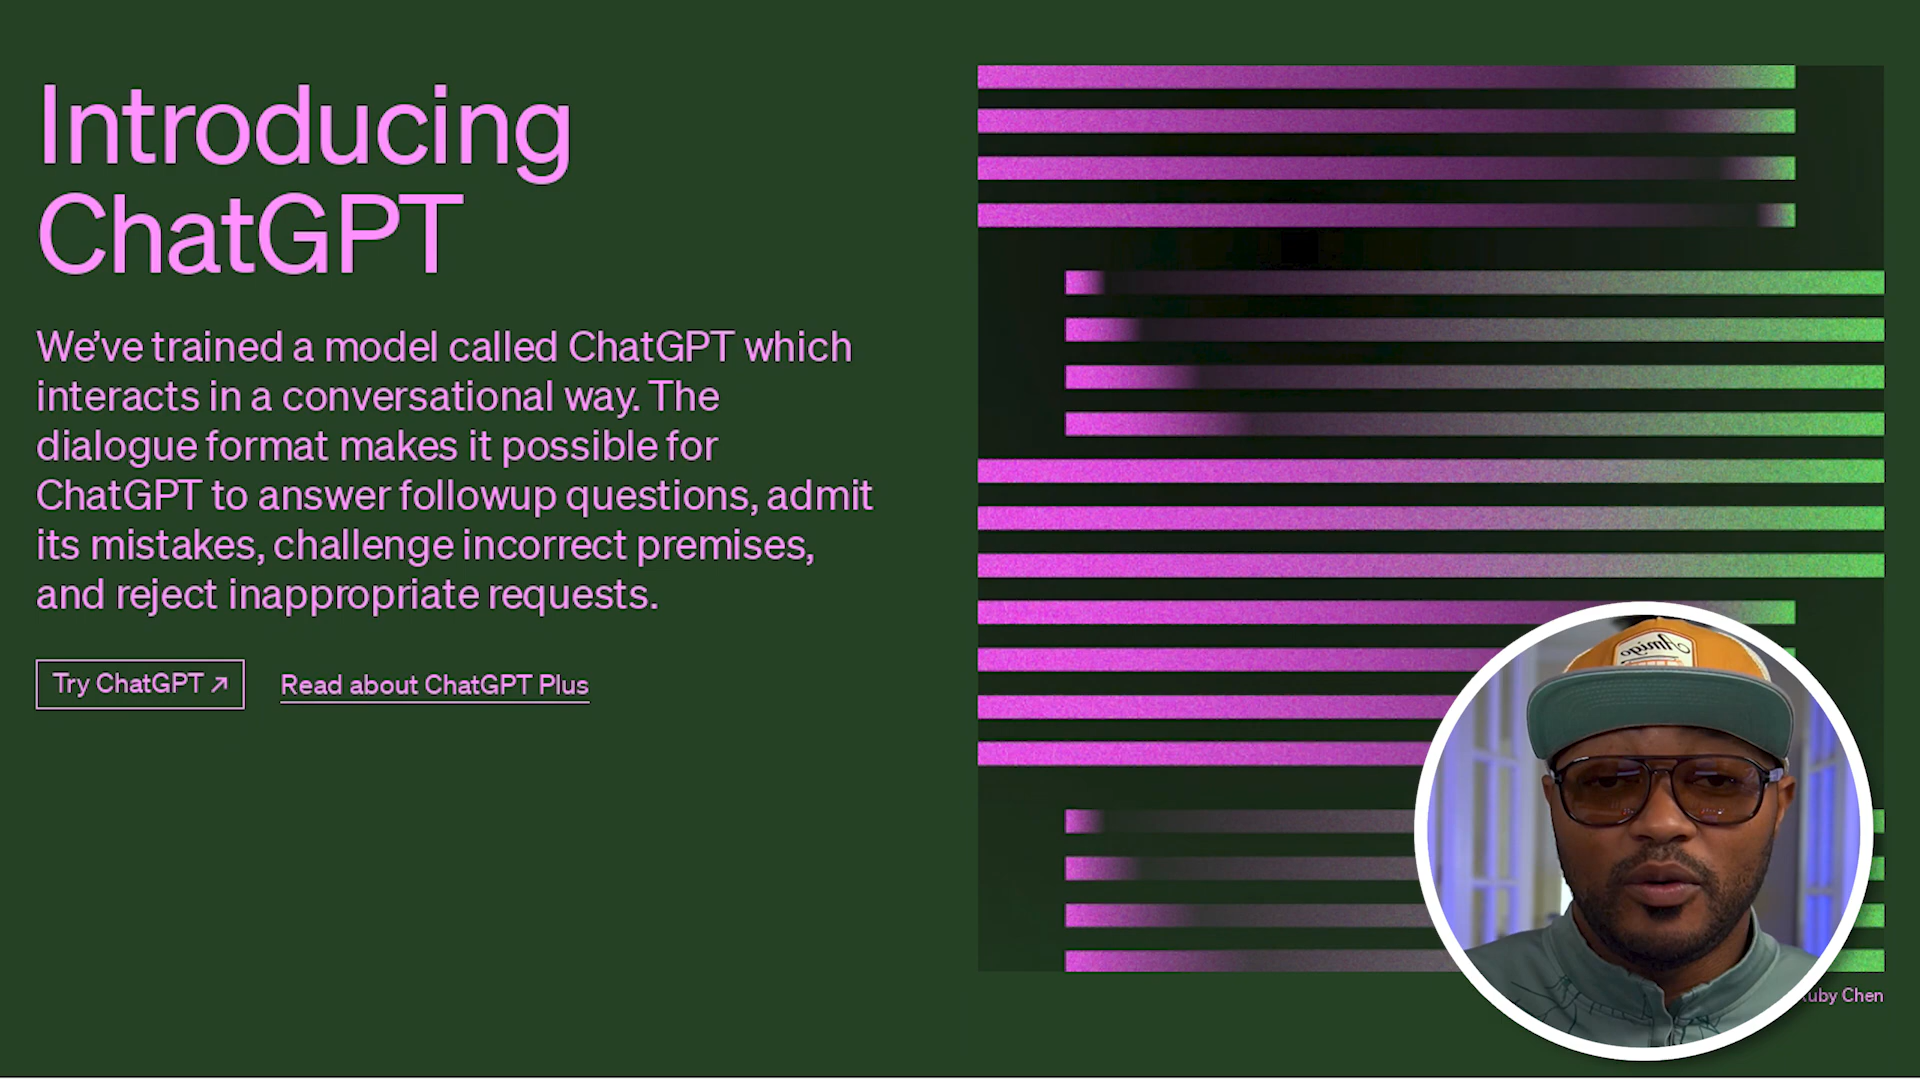 Introducing
ChatGPT
We’ve trained a model called ChatGPT which
interacts in a conversational way. The
dialogue format makes it possible for
ChatGPT to answer followup questions, admit
its mistakes, challenge incorrect premises,
and reject inappropriate requests.
Try ChatGPT ↗
Read about ChatGPT Plus
Amigo
Chen